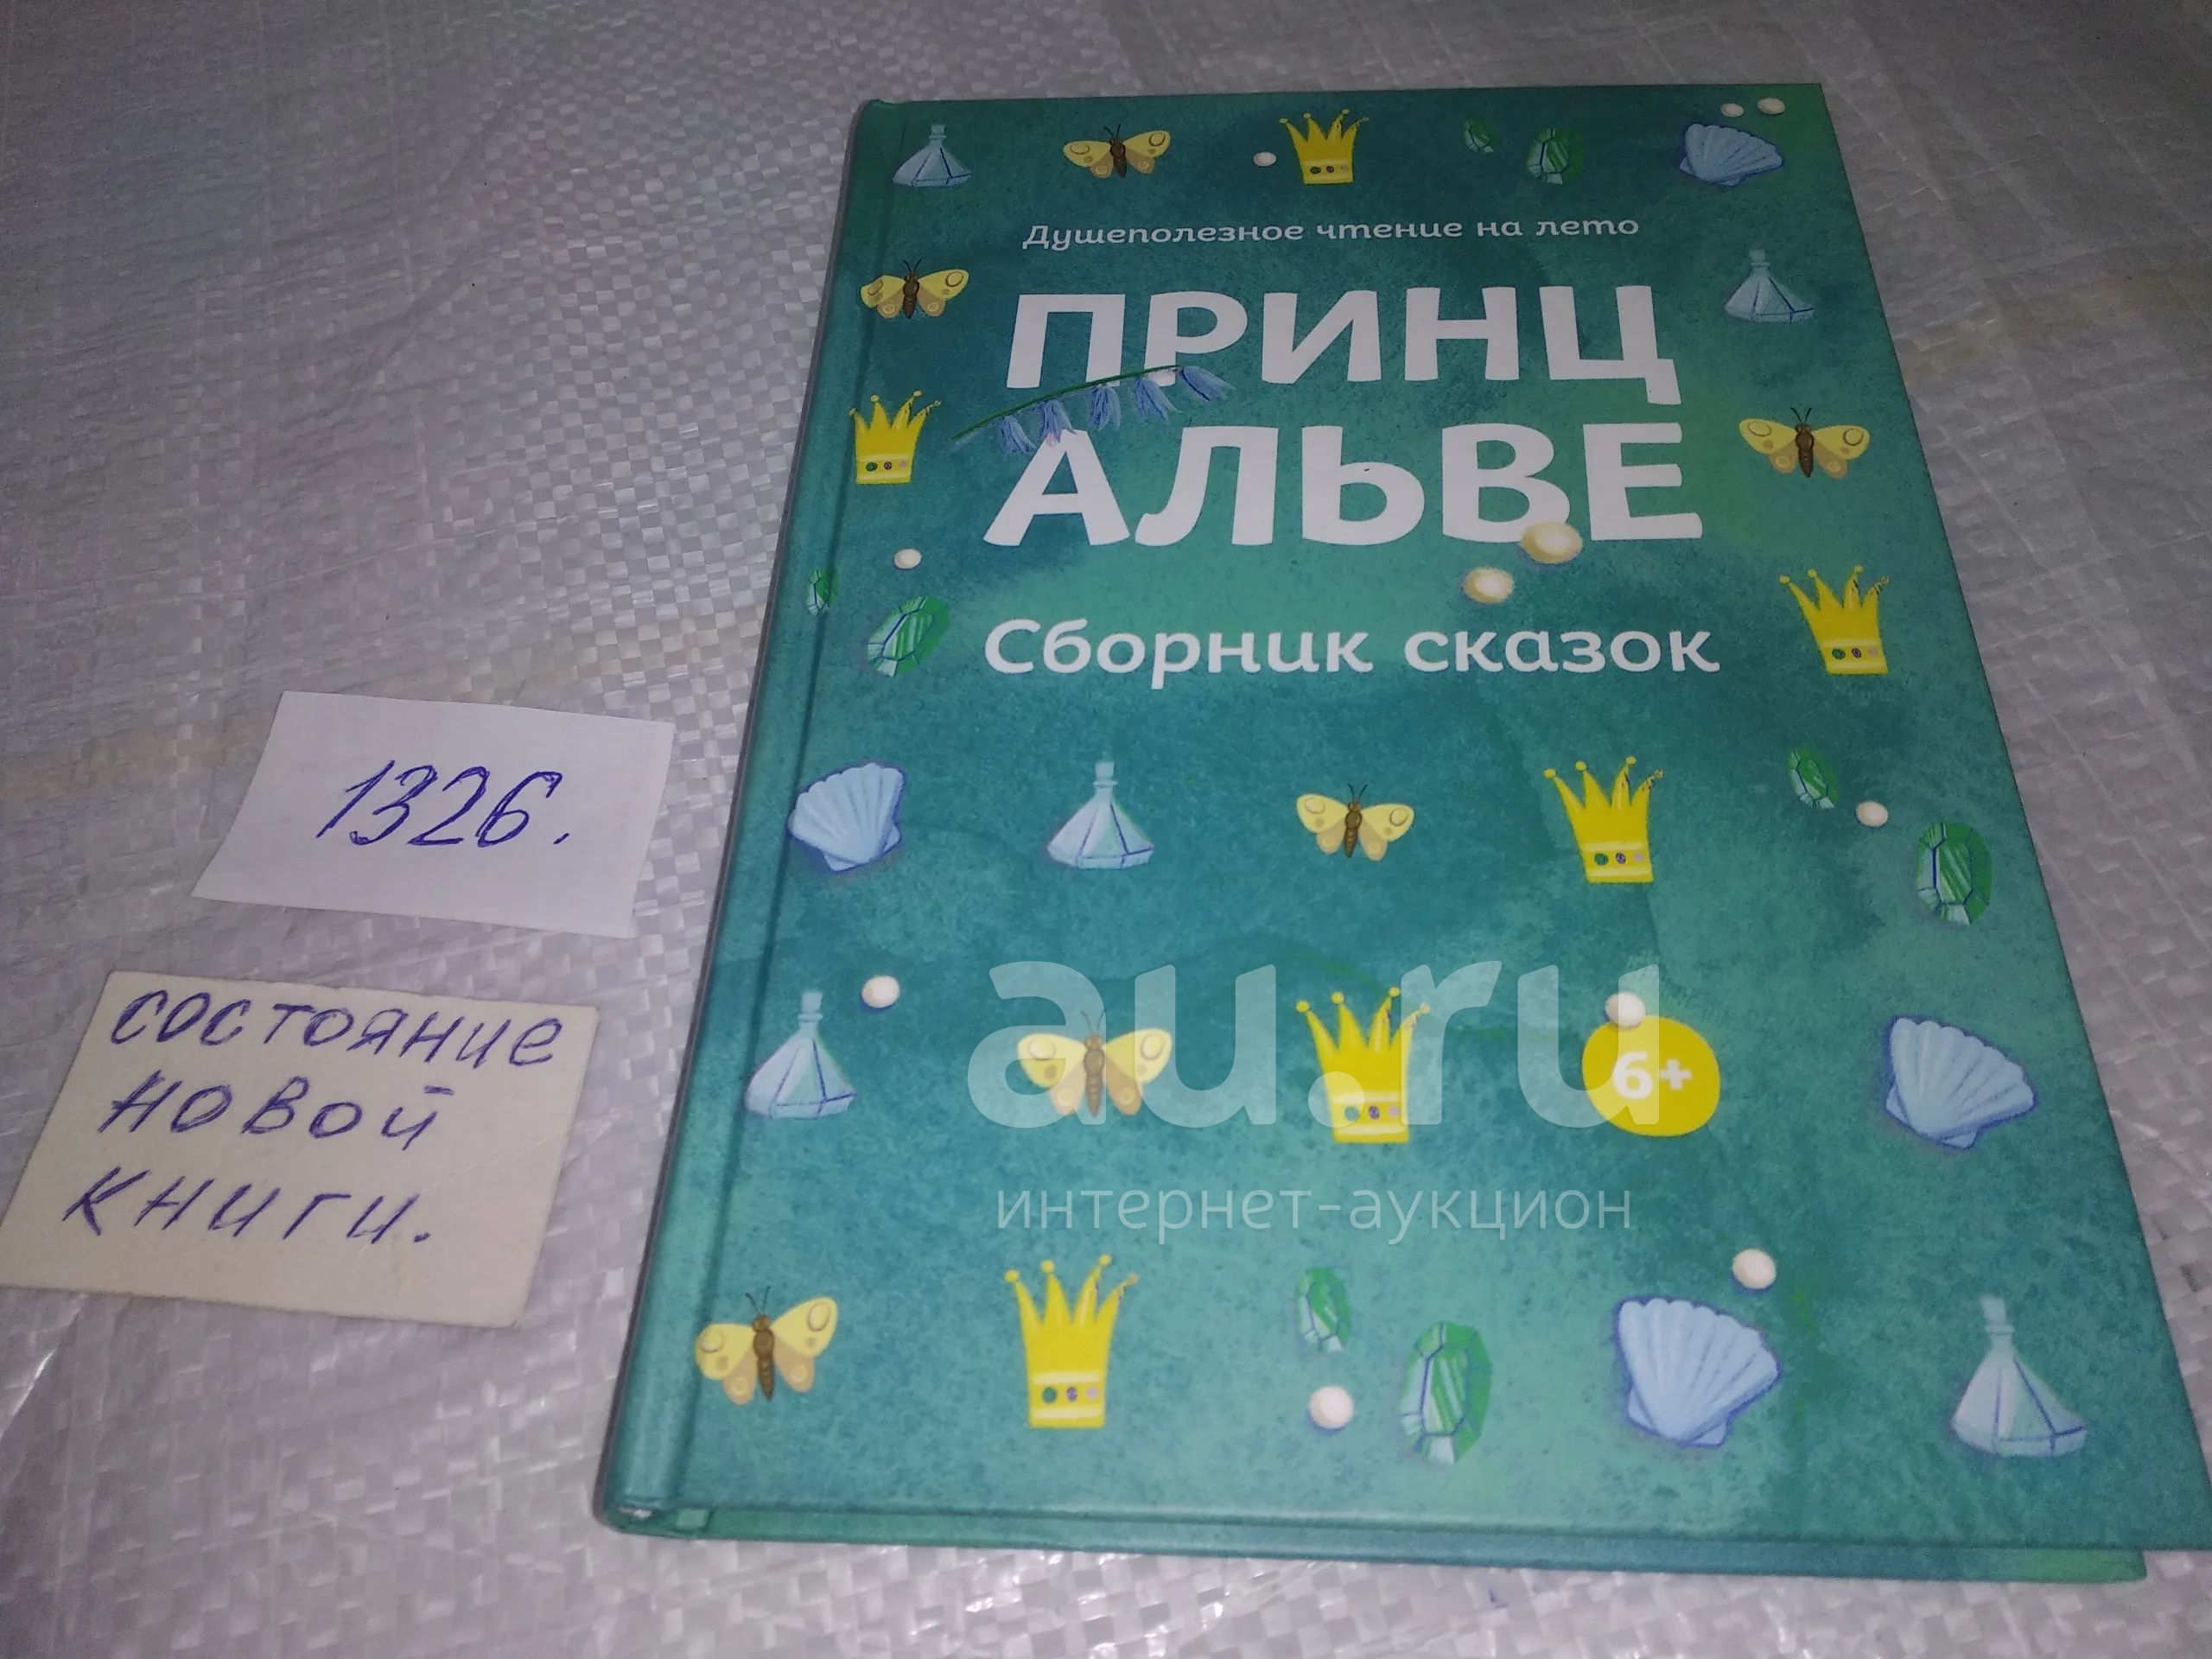 Душеполезное чтение на лето
ПРИНЦ
АЛЬВЕ
Сборник сказок
1326.
состояние
новой
книги.
au.ru
6+
интернет-аукцион